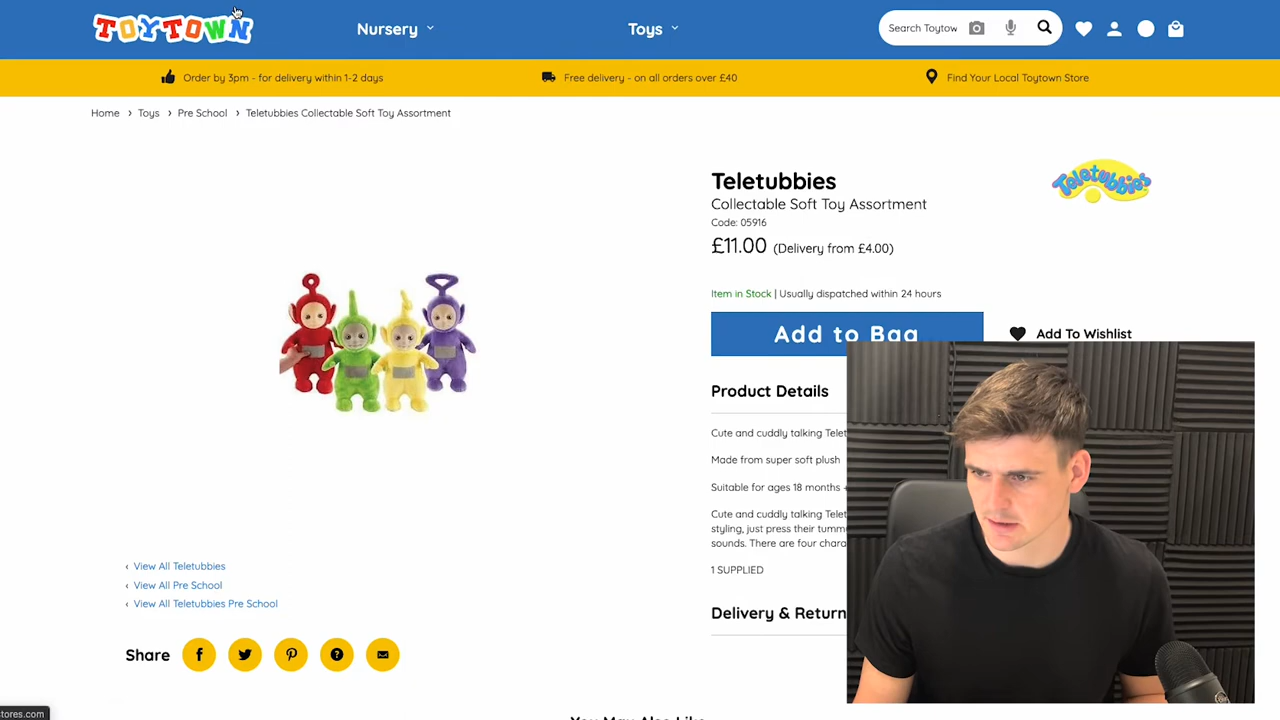 TOYTOWN
Nursery
Toys
Search Toytow
Order by 3pm - for delivery within 1-2 days
Free delivery - on all orders over £40
Find Your Local Toytown Store
Home › Toys › Pre School › Teletubbies Collectable Soft Toy Assortment
Teletubbies
Teletubbies
Collectable Soft Toy Assortment
Code: 05916
£11.00 (Delivery from £4.00)
Item in Stock | Usually dispatched within 24 hours
Add to Bag
Add To Wishlist
Product Details
Cute and cuddly talking Telet
Made from super soft plush
Suitable for ages 18 months +
Cute and cuddly talking Telet
styling, just press their tumm
sounds. There are four chara
1 SUPPLIED
Delivery & Return
‹ View All Teletubbies
‹ View All Pre School
‹ View All Teletubbies Pre School
Share
tores.com
You May Also Like